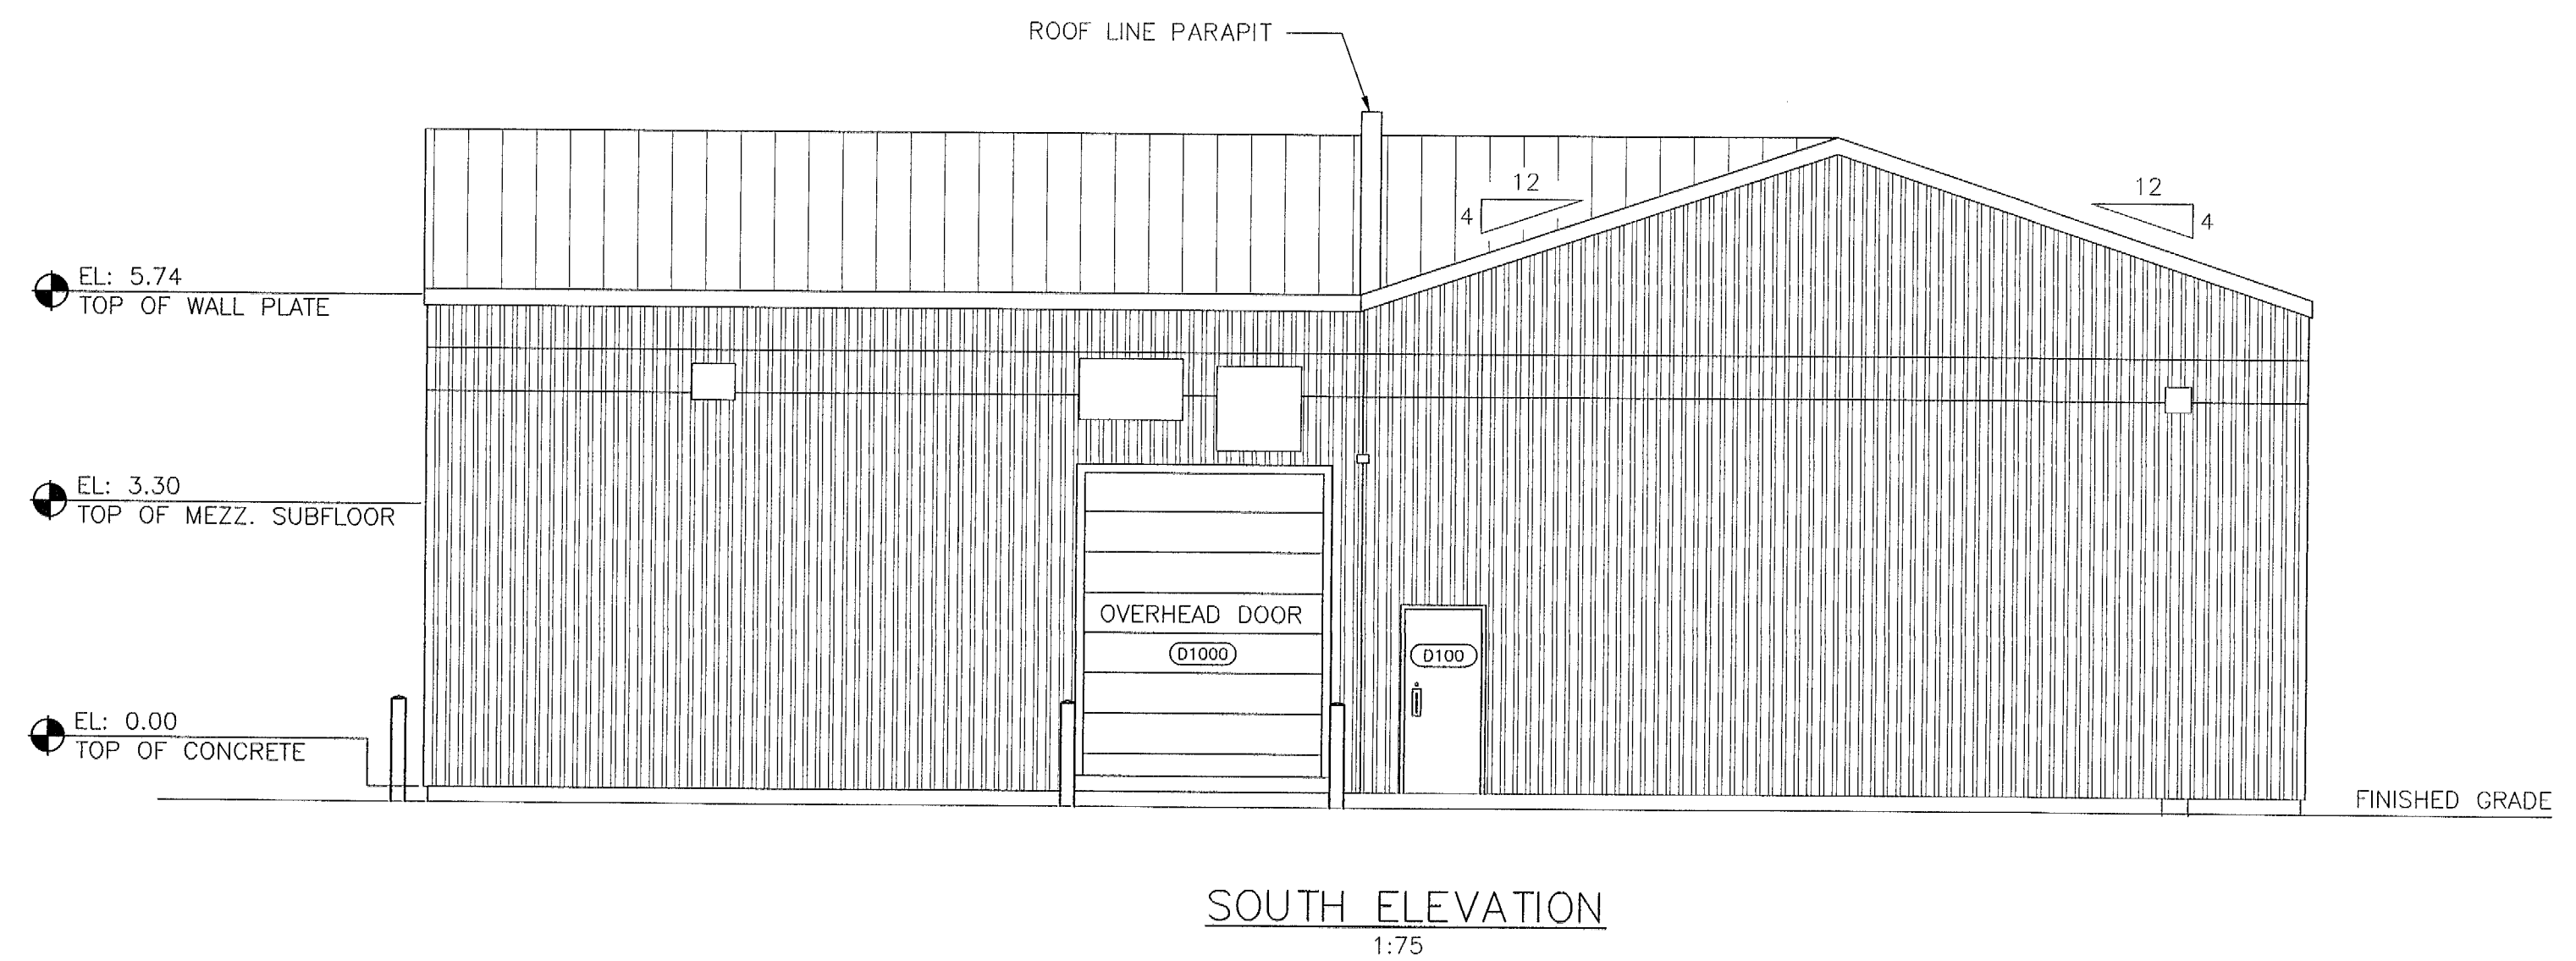 ROOF LINE PARAPIT
12
4
12
4
EL: 5.74
TOP OF WALL PLATE
EL: 3.30
TOP OF MEZZ. SUBFLOOR
OVERHEAD DOOR
D1000
D100
EL: 0.00
TOP OF CONCRETE
FINISHED GRADE
SOUTH ELEVATION
1:75